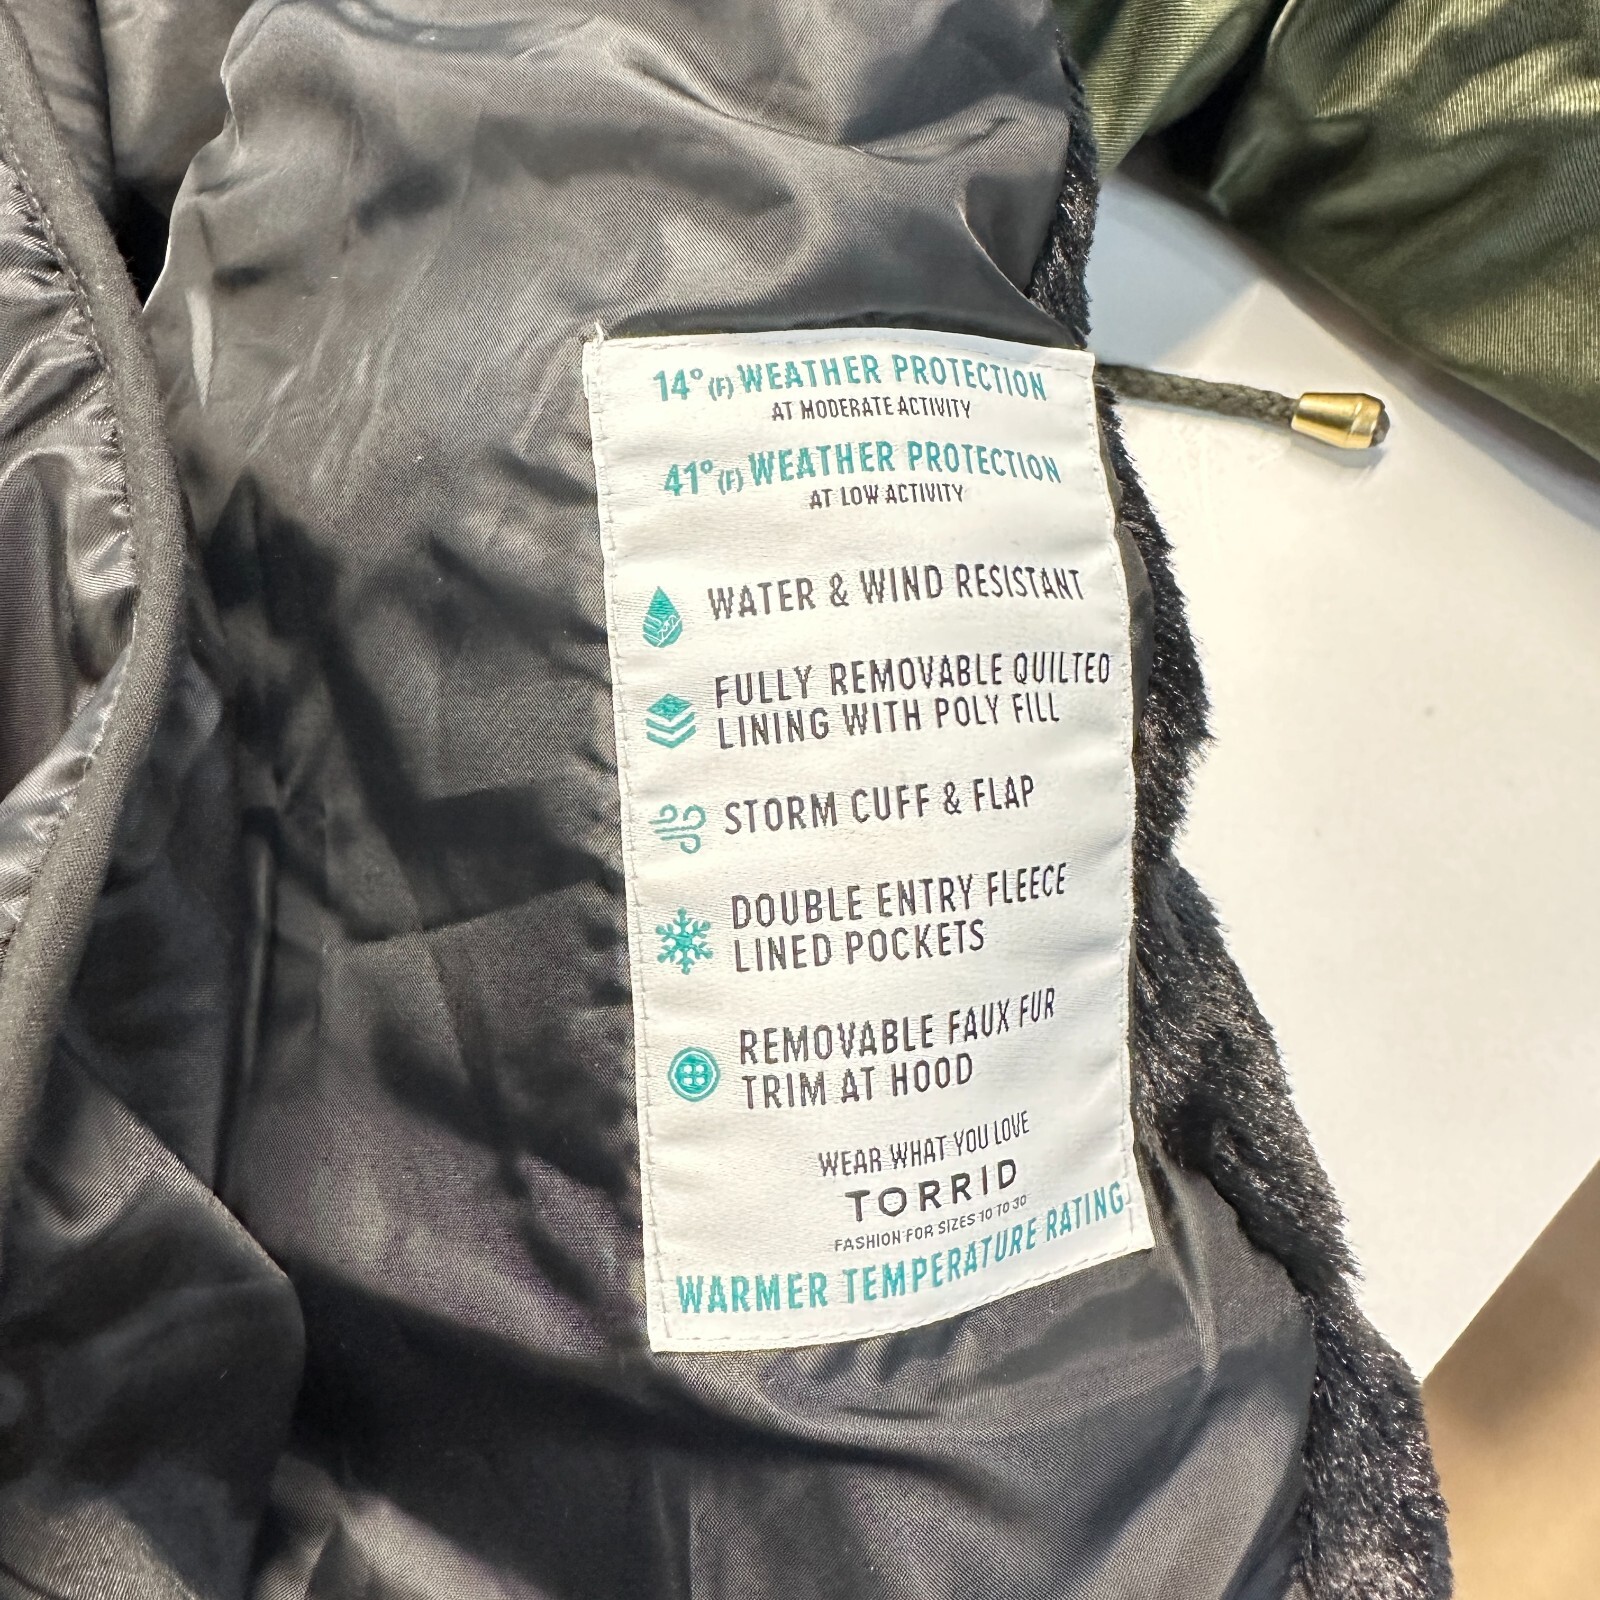 14° (F) WEATHER PROTECTION
AT MODERATE ACTIVITY
41° (F) WEATHER PROTECTION
AT LOW ACTIVITY
WATER & WIND RESISTANT
FULLY REMOVABLE QUILTED
LINING WITH POLY FILL
STORM CUFF & FLAP
DOUBLE ENTRY FLEECE
LINED POCKETS
REMOVABLE FAUX FUR
TRIM AT HOOD
WEAR WHAT YOU LOVE
TORRID
FASHION FOR SIZES 10 TO 30
WARMER TEMPERATURE RATING